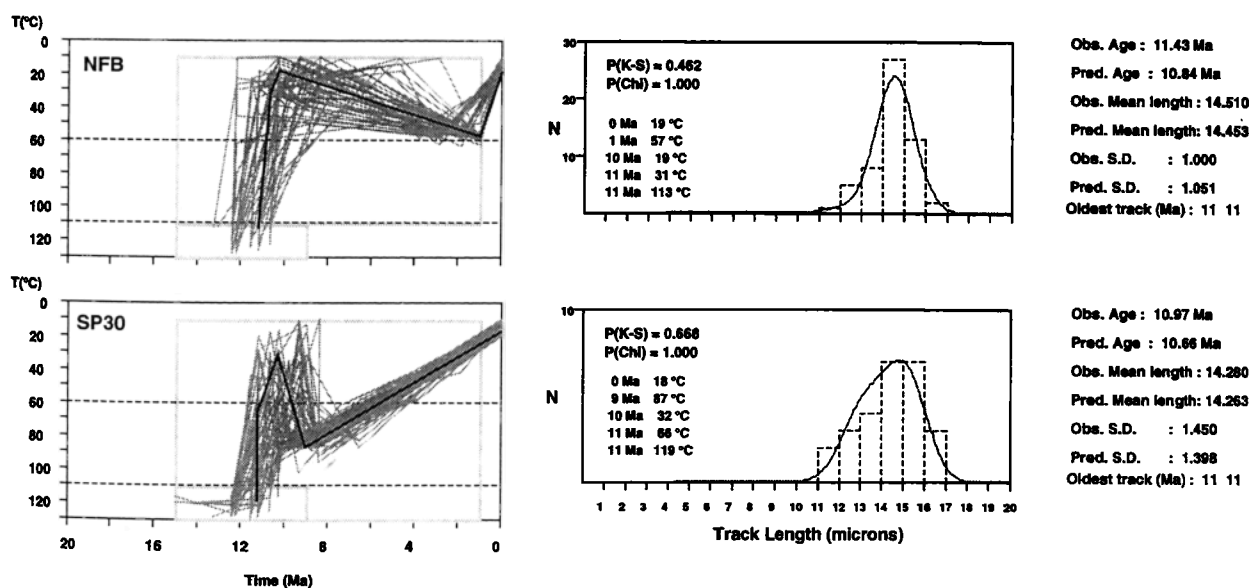 T(°C)
0
20
40
60
80
100
120
NFB
30
20
10
N
P(K-S) = 0.462
P(Chi) = 1.000
0 Ma 19 °C
1 Ma 57 °C
10 Ma 19 °C
11 Ma 31 °C
11 Ma 113 °C
Obs. Age : 11.43 Ma
Pred. Age : 10.84 Ma
Obs. Mean length : 14.510
Pred. Mean length: 14.453
Obs. S.D. : 1.000
Pred. S.D. : 1.051
Oldest track (Ma) : 11 11
T(°C)
0
20
40
60
80
100
120
SP30
20 16 12 8 4 0
Time (Ma)
10
N
P(K-S) = 0.668
P(Chi) = 1.000
0 Ma 18 °C
9 Ma 87 °C
10 Ma 32 °C
11 Ma 66 °C
11 Ma 119 °C
1 2 3 4 5 6 7 8 9 10 11 12 13 14 15 16 17 18 19 20
Track Length (microns)
Obs. Age : 10.97 Ma
Pred. Age : 10.66 Ma
Obs. Mean length : 14.280
Pred. Mean length: 14.263
Obs. S.D. : 1.450
Pred. S.D. : 1.398
Oldest track (Ma) : 11 11